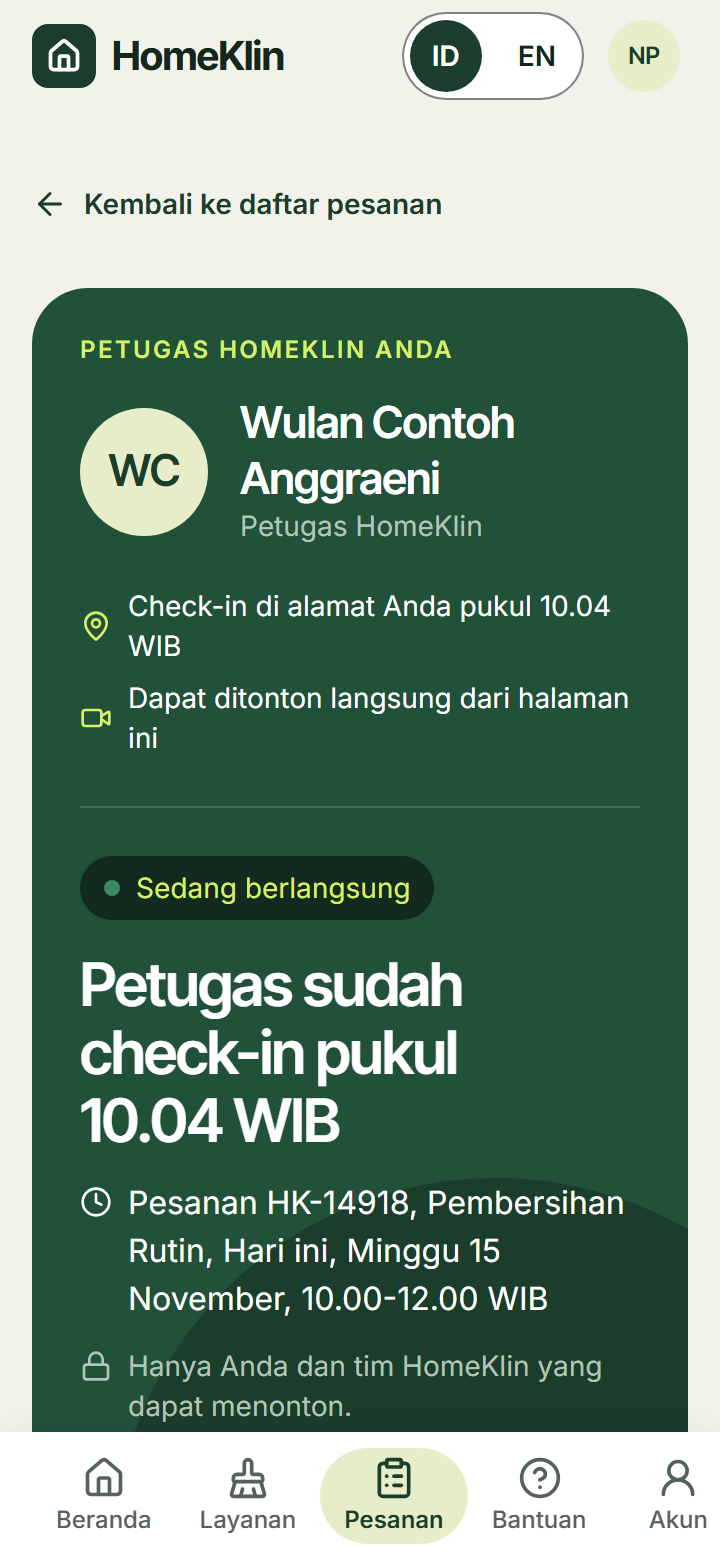 HomeKlin
ID
EN
NP
Kembali ke daftar pesanan
PETUGAS HOMEKLIN ANDA
WC
Wulan Contoh
Anggraeni
Petugas HomeKlin
Check-in di alamat Anda pukul 10.04
WIB
Dapat ditonton langsung dari halaman
ini
Sedang berlangsung
Petugas sudah
check-in pukul
10.04 WIB
Pesanan HK-14918, Pembersihan
Rutin, Hari ini, Minggu 15
November, 10.00-12.00 WIB
Hanya Anda dan tim HomeKlin yang
dapat menonton.
Beranda
Layanan
Pesanan
Bantuan
Akun